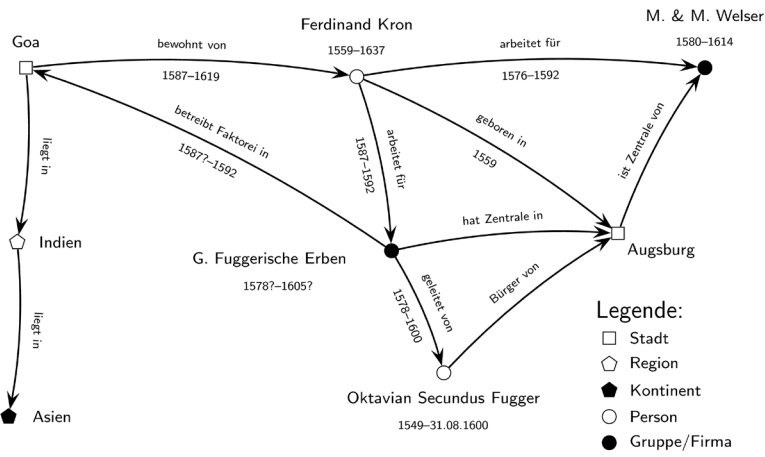 M. & M. Welser
1580–1614
Ferdinand Kron
1559–1637
Goa
bewohnt von
1587–1619
arbeitet für
1576–1592
betreibt Faktorei in
1587?–1592
arbeitet für
1587–1592
geboren in
1559
ist Zentrale von
liegt in
Indien
hat Zentrale in
Augsburg
G. Fuggerische Erben
1578?–1605?
geleitet von
1578–1600
Bürger von
liegt in
Asien
Oktavian Secundus Fugger
1549–31.08.1600
Legende:
Stadt
Region
Kontinent
Person
Gruppe/Firma